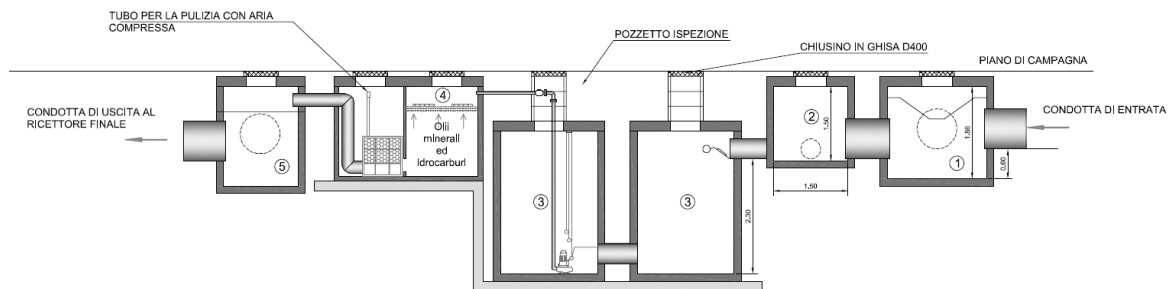 TUBO PER LA PULIZIA CON ARIA
COMPRESSA
POZZETTO ISPEZIONE
CHIUSINO IN GHISA D400
PIANO DI CAMPAGNA
CONDOTTA DI USCITA AL
RICETTORE FINALE
CONDOTTA DI ENTRATA
4
Olii
minerali
ed
idrocarburi
5
3
3
2
1
1,50
1,50
1,86
0,60
2,30